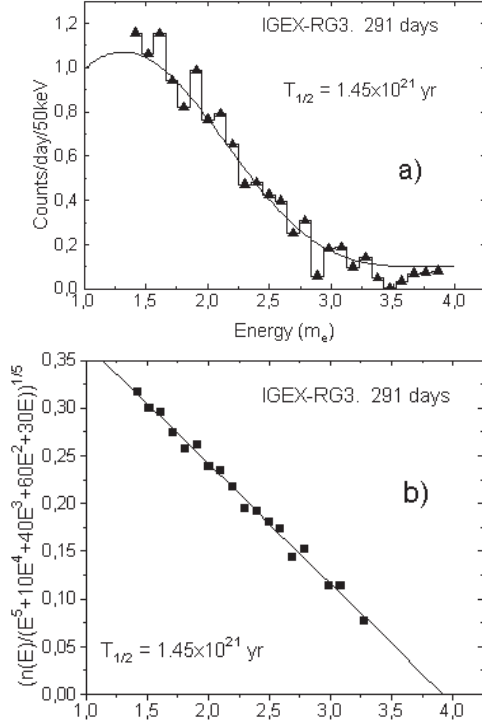 1,2
1,0
0,8
0,6
0,4
0,2
0,0
Counts/day/50keV
IGEX-RG3. 291 days
T1/2 = 1.45x10^21 yr
a)
1,0 1,5 2,0 2,5 3,0 3,5 4,0
Energy (m_e)
0,35
0,30
0,25
0,20
0,15
0,10
0,05
0,00
(n(E)/(E^5+10E^4+40E^3+60E^2+30E))^1/5
IGEX-RG3. 291 days
b)
T1/2 = 1.45x10^21 yr
1,0 1,5 2,0 2,5 3,0 3,5 4,0